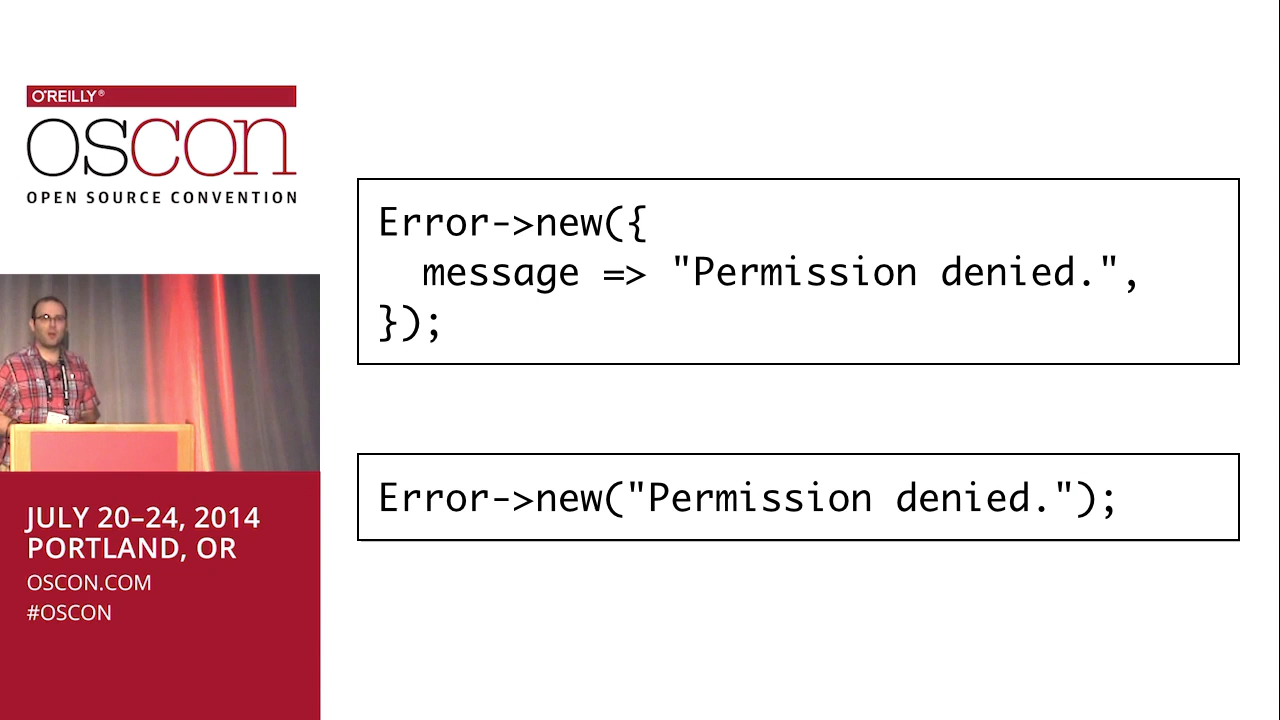 O'REILLY®
OSCON
OPEN SOURCE CONVENTION
Error->new({
  message => "Permission denied.",
});
Error->new("Permission denied.");
JULY 20–24, 2014
PORTLAND, OR
OSCON.COM
#OSCON